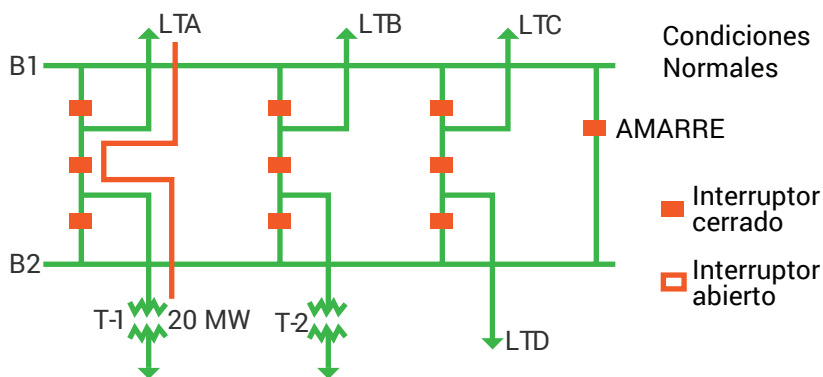 LTA
LTB
LTC
Condiciones
Normales
B1
AMARRE
Interruptor
cerrado
B2
Interruptor
abierto
T-1
20 MW
T-2
LTD